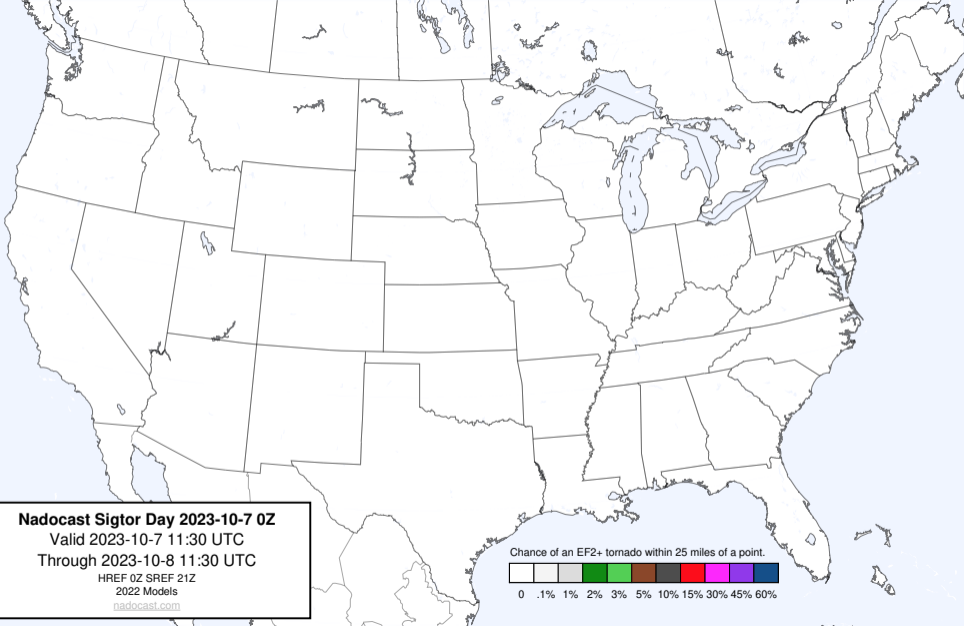 Nadocast Sigtor Day 2023-10-7 0Z
Valid 2023-10-7 11:30 UTC
Through 2023-10-8 11:30 UTC
HREF 0Z SREF 21Z
2022 Models
nadocast.com
Chance of an EF2+ tornado within 25 miles of a point.
0 .1% 1% 2% 3% 5% 10% 15% 30% 45% 60%